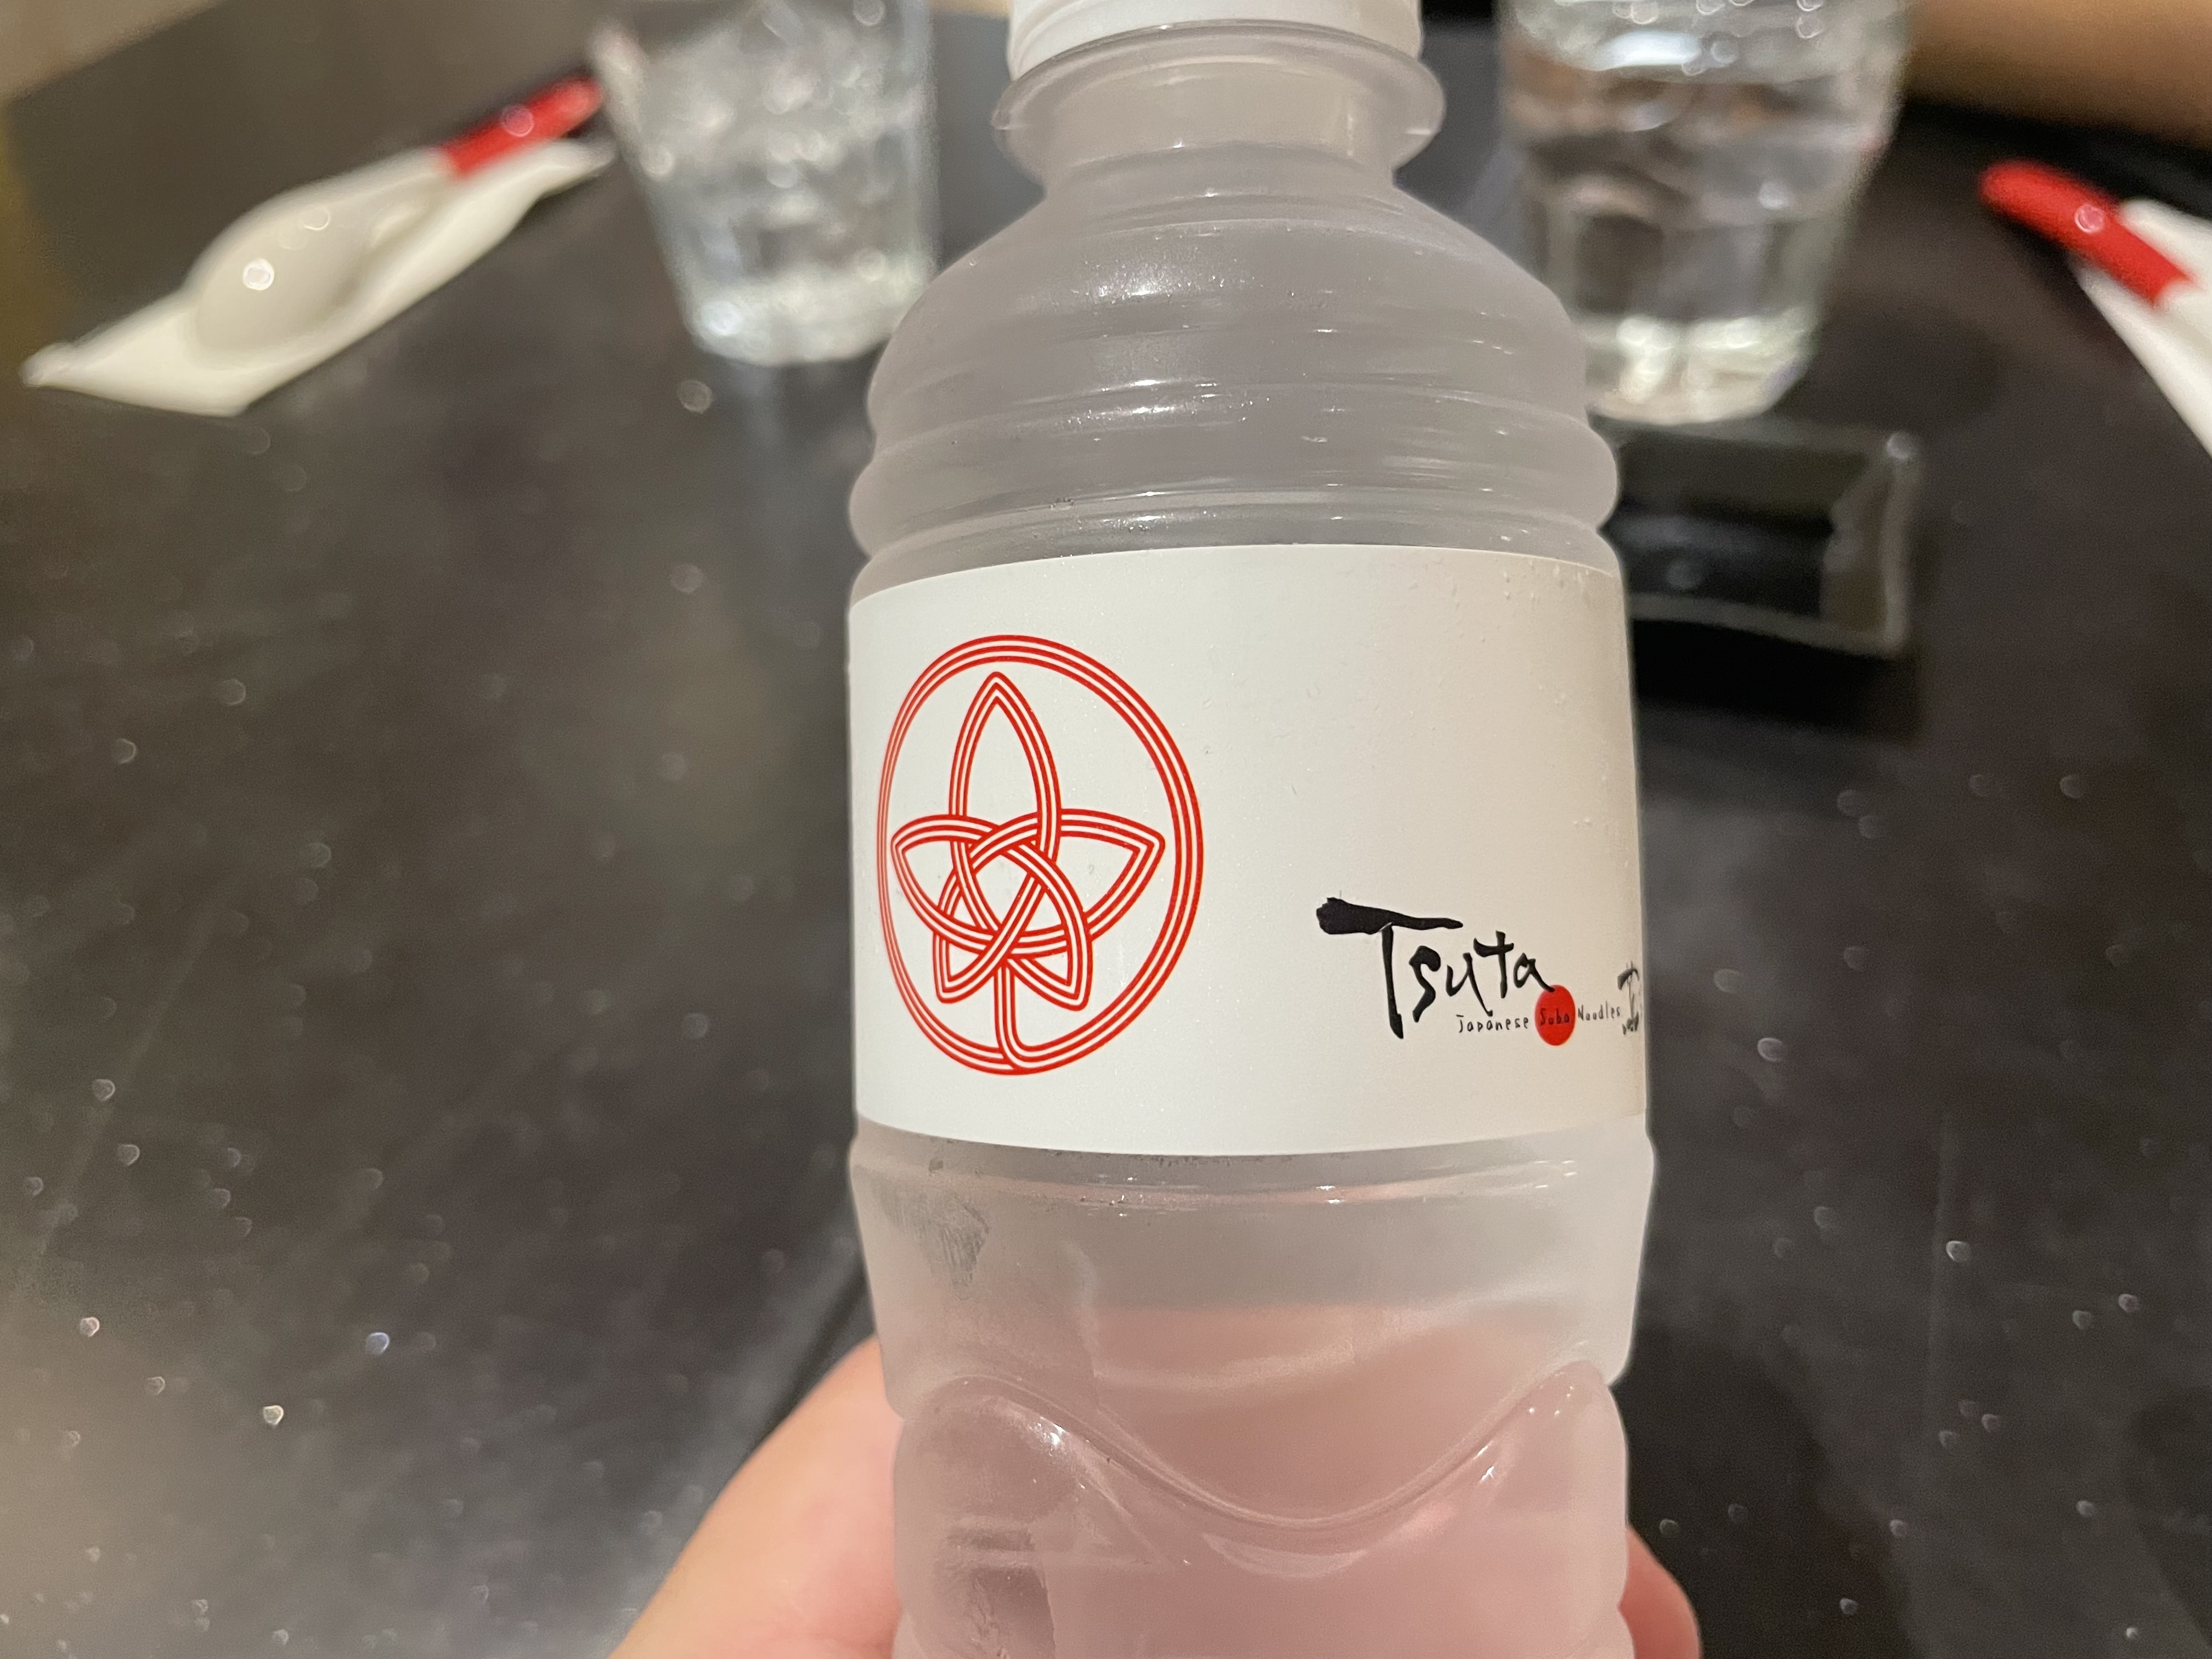 Tsuta
Japanese Soba Noodles